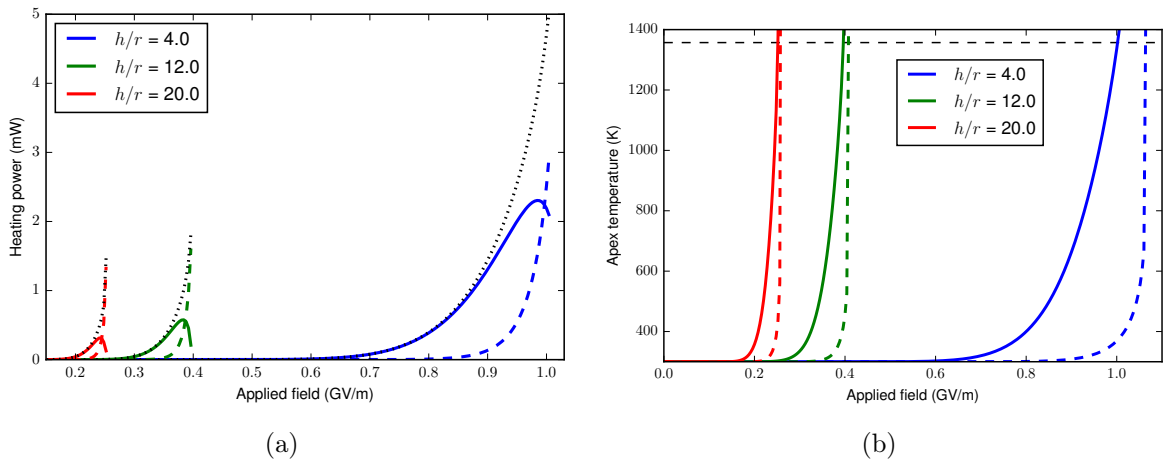 5
4
3
2
1
0
Heating power (mW)
h/r = 4.0
h/r = 12.0
h/r = 20.0
0.2 0.3 0.4 0.5 0.6 0.7 0.8 0.9 1.0
Applied field (GV/m)
(a)
1400
1200
1000
800
600
400
Apex temperature (K)
h/r = 4.0
h/r = 12.0
h/r = 20.0
0.0 0.2 0.4 0.6 0.8 1.0
Applied field (GV/m)
(b)